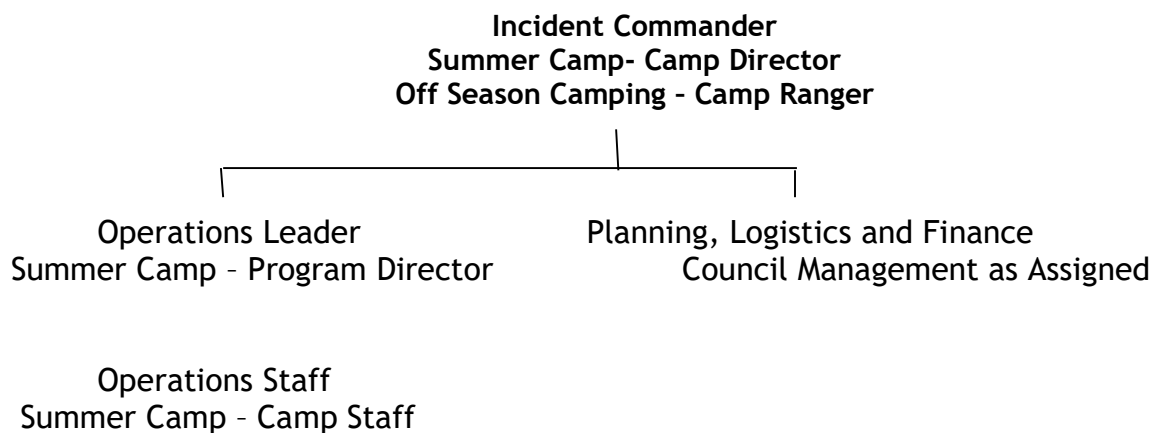 Incident Commander
Summer Camp- Camp Director
Off Season Camping – Camp Ranger
Operations Leader
Summer Camp – Program Director
Planning, Logistics and Finance
Council Management as Assigned
Operations Staff
Summer Camp – Camp Staff